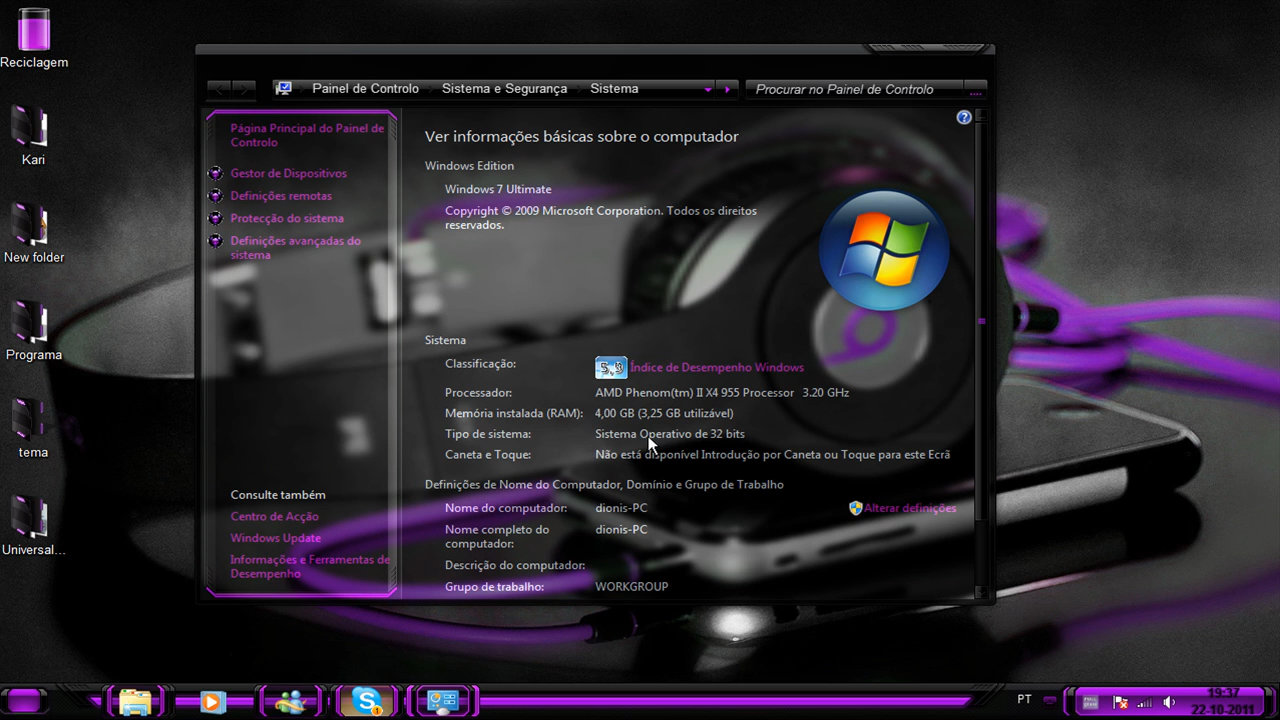 Reciclagem
Kari
New folder
Programa
tema
Universal...
Painel de Controlo
Sistema e Segurança
Sistema
Procurar no Painel de Controlo
Página Principal do Painel de
Controlo
Gestor de Dispositivos
Definições remotas
Protecção do sistema
Definições avançadas do
sistema
Consulte também
Centro de Acção
Windows Update
Informações e Ferramentas de
Desempenho
Ver informações básicas sobre o computador
Windows Edition
Windows 7 Ultimate
Copyright © 2009 Microsoft Corporation. Todos os direitos
reservados.
Sistema
Classificação: 5,9 Índice de Desempenho Windows
Processador: AMD Phenom(tm) II X4 955 Processor 3.20 GHz
Memória instalada (RAM): 4,00 GB (3,25 GB utilizável)
Tipo de sistema: Sistema Operativo de 32 bits
Caneta e Toque: Não está disponível Introdução por Caneta ou Toque para este Ecrã
Definições de Nome do Computador, Domínio e Grupo de Trabalho
Nome do computador: dionis-PC Alterar definições
Nome completo do
computador: dionis-PC
Descrição do computador:
Grupo de trabalho: WORKGROUP
PT
19:37
22-10-2011